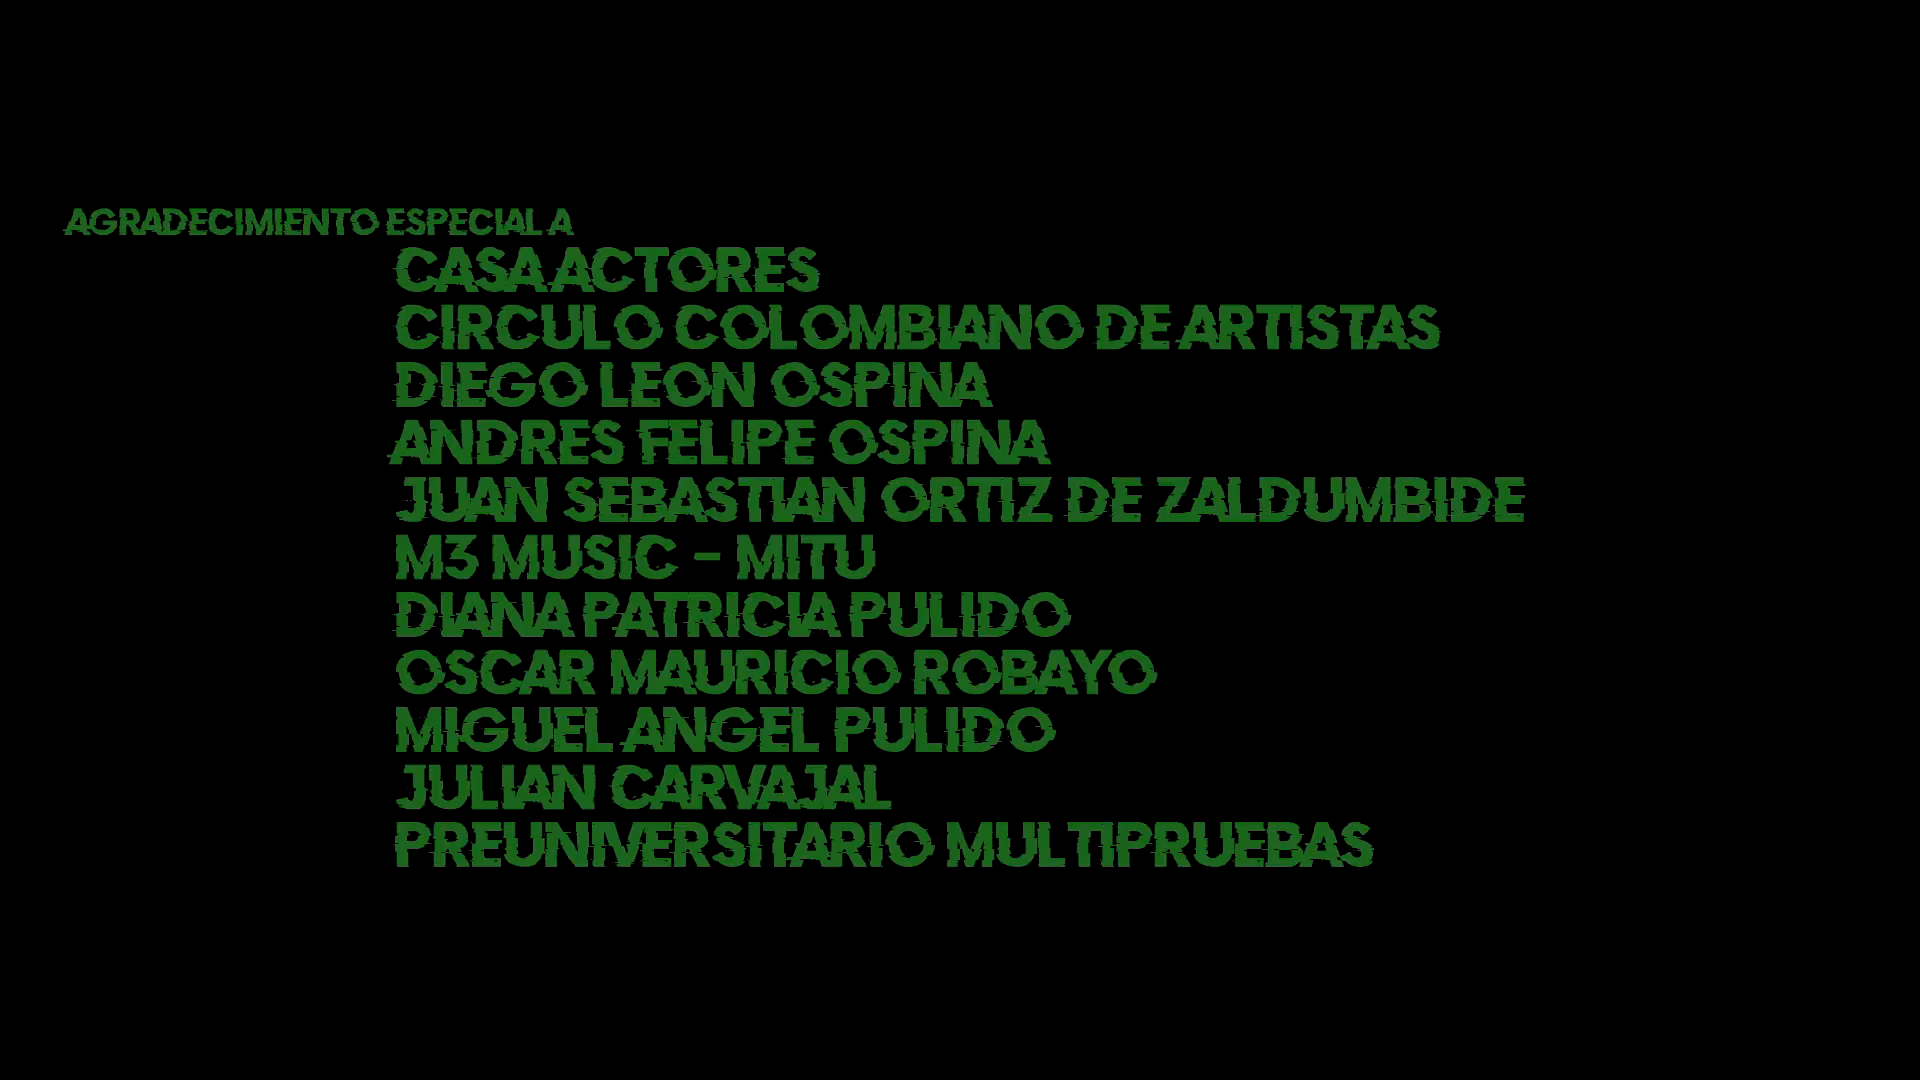 AGRADECIMIENTO ESPECIAL A
CASA ACTORES
CIRCULO COLOMBIANO DE ARTISTAS
DIEGO LEON OSPINA
ANDRES FELIPE OSPINA
JUAN SEBASTIAN ORTIZ DE ZALDUMBIDE
M3 MUSIC - MITU
DIANA PATRICIA PULIDO
OSCAR MAURICIO ROBAYO
MIGUEL ANGEL PULIDO
JULIAN CARVAJAL
PREUNIVERSITARIO MULTIPRUEBAS